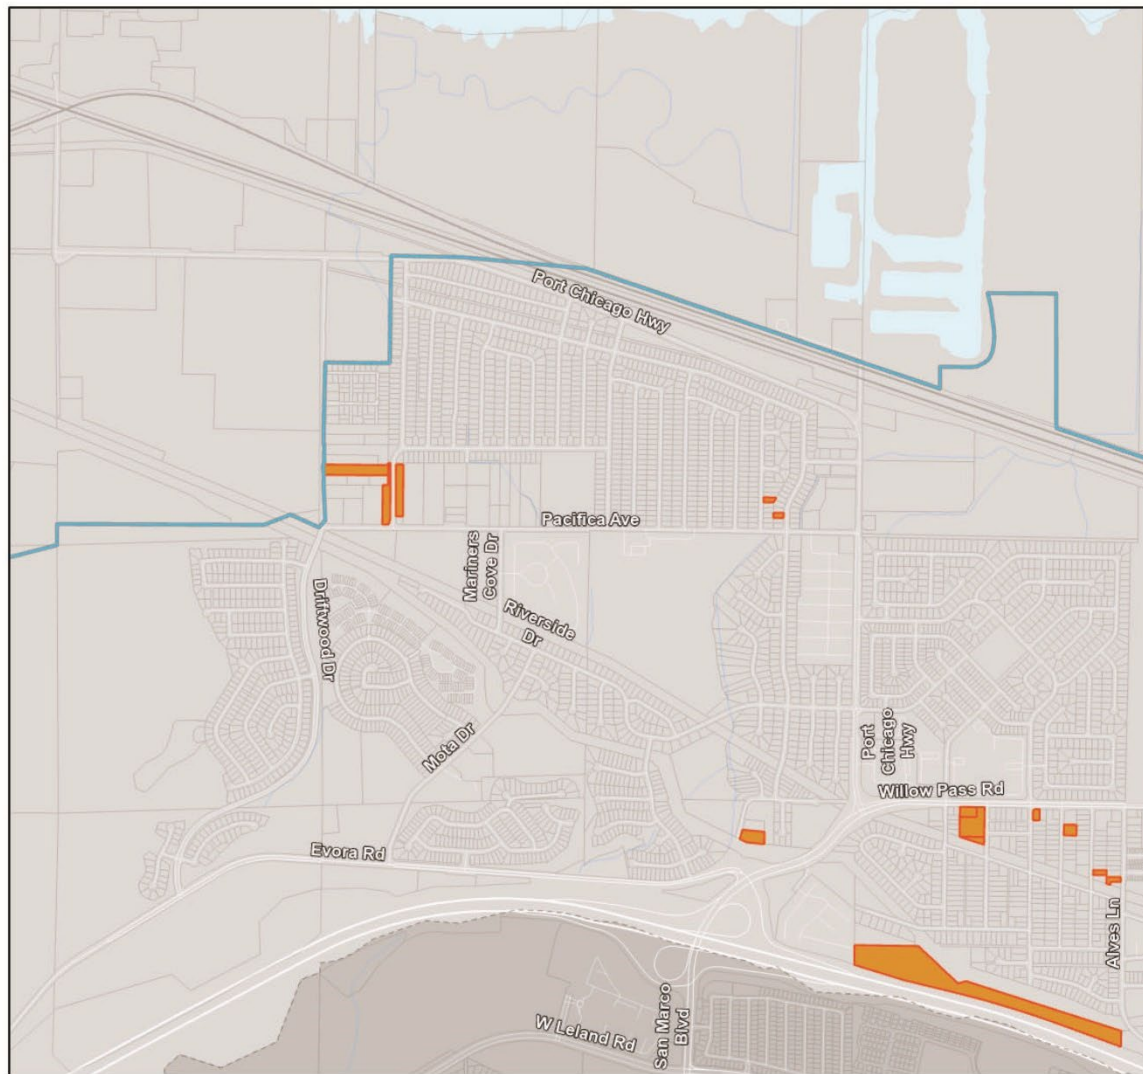 Port Chicago Hwy
Pacifica Ave
Mariners
Cove Dr
Riverside
Dr
Driftwood Dr
Mota Dr
Port
Chicago
Hwy
Willow Pass Rd
Evora Rd
Alves Ln
San Marco
Blvd
W Leland Rd